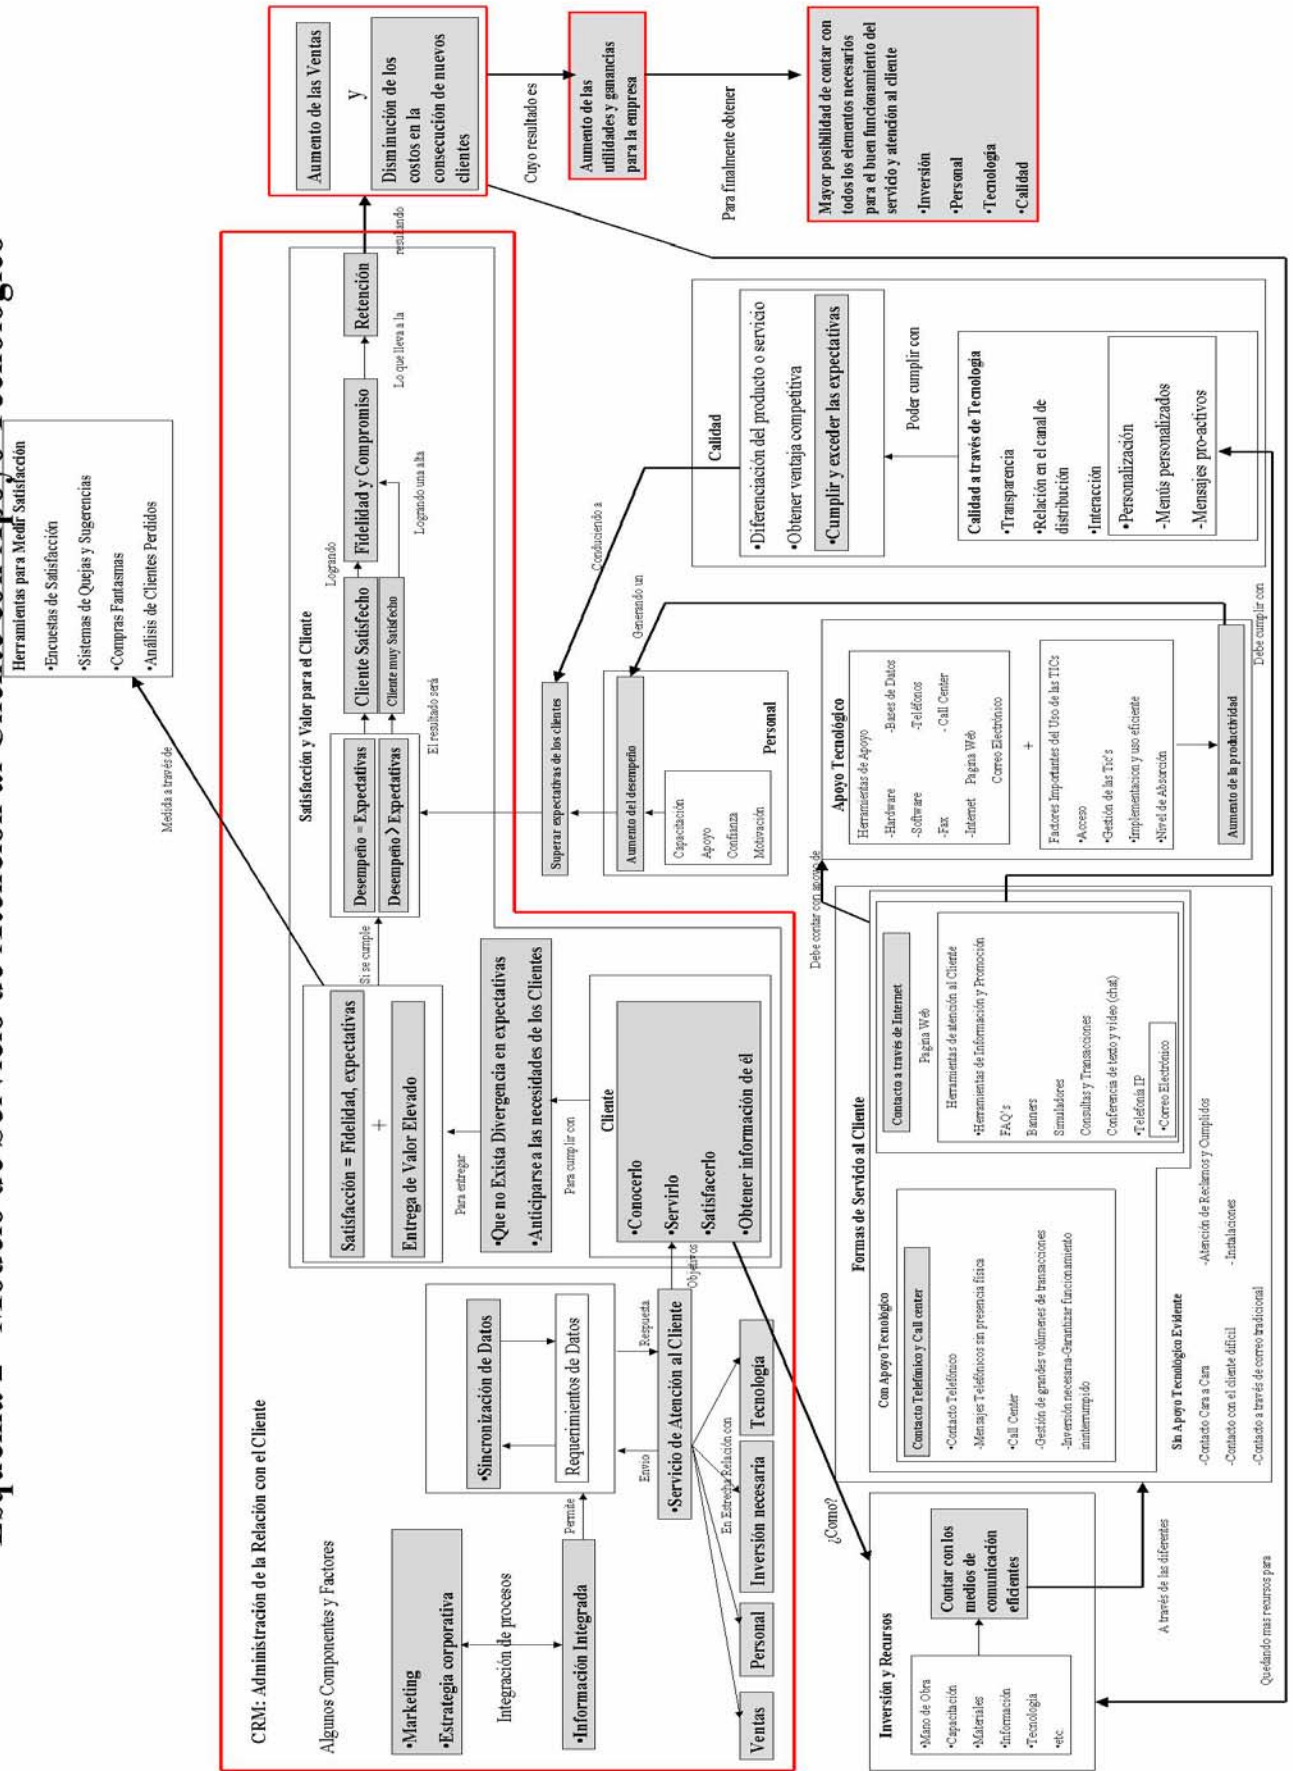 Modelo de Servicio de Atención al Cliente con Apoyo Tecnológico
Herramientas para Medir Satisfacción
•Encuestas de Satisfacción
•Sistemas de Quejas y Sugerencias
•Compras Fantasmas
•Análisis de Clientes Perdidos
Medida a través de
CRM: Administración de la Relación con el Cliente
Algunos Componentes y Factores
•Marketing
•Estrategia corporativa
Integración de procesos
•Información Integrada
Permite
•Sincronización de Datos
Requerimientos de Datos
Envio
Respuesta
•Servicio de Atención al Cliente
Objetivos
En Estrecha Relación con
Ventas
Personal
Inversión necesaria
Tecnología
Satisfacción y Valor para el Cliente
Satisfacción = Fidelidad, expectativas
+
Entrega de Valor Elevado
Para entregar
•Que no Exista Divergencia en expectativas
•Anticiparse a las necesidades de los Clientes
Para cumplir con
Cliente
•Conocerlo
•Servirlo
•Satisfacerlo
•Obtener información de él
Si se cumple
Desempeño = Expectativas
Desempeño > Expectativas
El resultado será
Cliente Satisfecho
Cliente muy Satisfecho
Logrando
Logrando una alta
Fidelidad y Compromiso
Lo que lleva a la
Retención
resultando
Aumento de las Ventas
y
Disminución de los
costos en la
consecución de nuevos
clientes
Cuyo resultado es
Aumento de las
utilidades y ganancias
para la empresa
Para finalmente obtener
Mayor posibilidad de contar con
todos los elementos necesarios
para el buen funcionamiento del
servicio y atención al cliente
•Inversión
•Personal
•Tecnología
•Calidad
Superar expectativas de los clientes
Aumento del desempeño
Capacitación
Apoyo
Confianza
Motivación
Personal
Generando un
Conduciendo a
Calidad
•Diferenciación del producto o servicio
•Obtener ventaja competitiva
•Cumplir y exceder las expectativas
Poder cumplir con
Calidad a través de Tecnología
•Transparencia
•Relación en el canal de
distribución
•Interacción
•Personalización
-Menús personalizados
-Mensajes pro-activos
¿Como?
Inversión y Recursos
•Mano de Obra
•Capacitación
•Materiales
•Información
•Tecnología
•etc.
Contar con los
medios de
comunicación
eficientes
A través de las diferentes
Quedando mas recursos para
Formas de Servicio al Cliente
Con Apoyo Tecnológico
Contacto Telefónico y Call center
•Contacto Telefónico
-Mensajes Telefónicos sin presencia física
•Call Center
-Gestión de grandes volúmenes de transacciones
-Inversión necesaria-Garantizar funcionamiento
ininterrumpido
Contacto a través de Internet
Pagina Web
Herramientas de atención al Cliente
•Herramientas de Información y Promoción
FAQ's
Banners
Simuladores
Consultas y Transacciones
Conferencia de texto y video (chat)
•Telefonía IP
•Correo Electrónico
Sin Apoyo Tecnológico Evidente
-Contacto Cara a Cara
-Contacto con el cliente difícil
-Contacto a través de correo tradicional
-Atención de Reclamos y Cumplidos
-Instalaciones
Debe contar con apoyo de
Apoyo Tecnológico
Herramientas de Apoyo
-Hardware -Bases de Datos
-Software -Teléfonos
-Fax - Call Center
-Internet Pagina Web
Correo Electrónico
+
Factores Importantes del Uso de las TICs
•Acceso
•Gestión de las Tic's
•Implementacion y uso eficiente
•Nivel de Absorción
Aumento de la productividad
Debe cumplir con